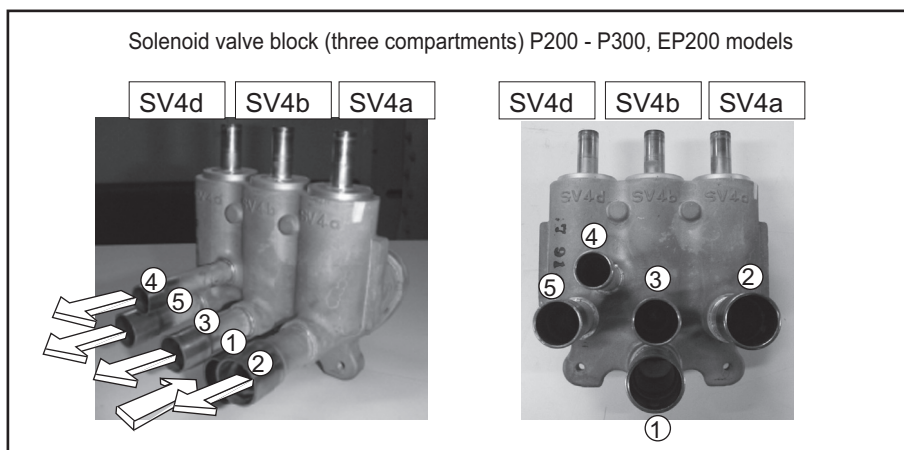 Solenoid valve block (three compartments) P200 - P300, EP200 models
SV4d SV4b SV4a
SV4d SV4b SV4a
SV4d
SV4b
SV4a
④
⑤
③
①
②
④
⑤ ③ ②
①